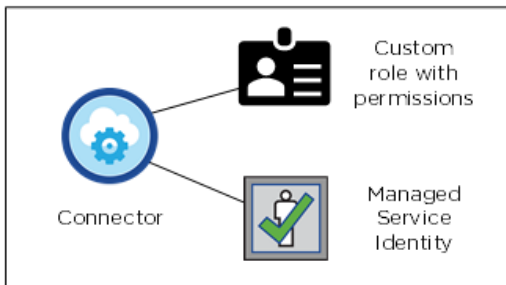 Custom
role with
permissions
Connector
Managed
Service
Identity